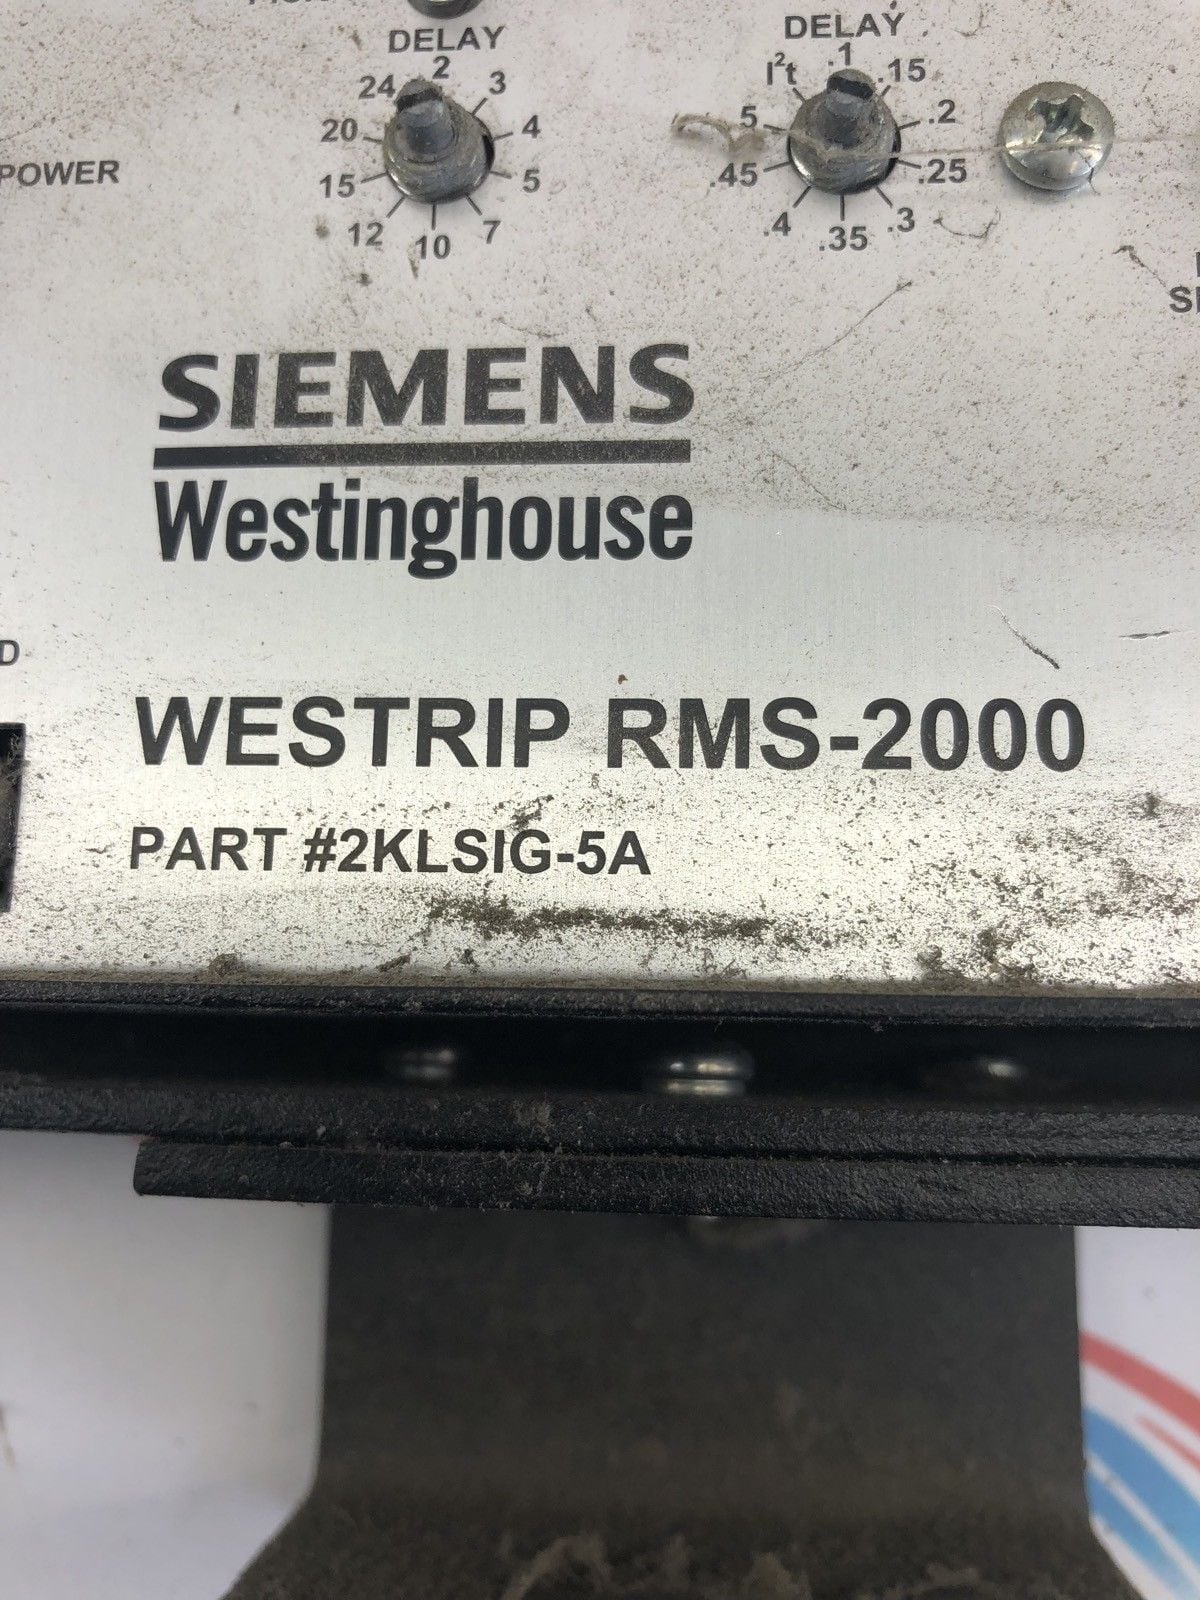 DELAY
2
3
4
5
7
10
12
15
20
24
DELAY
.1
.15
.2
.25
.3
.35
.4
.45
.5
I²t
POWER
SIEMENS
Westinghouse
D
WESTRIP RMS-2000
PART #2KLSIG-5A